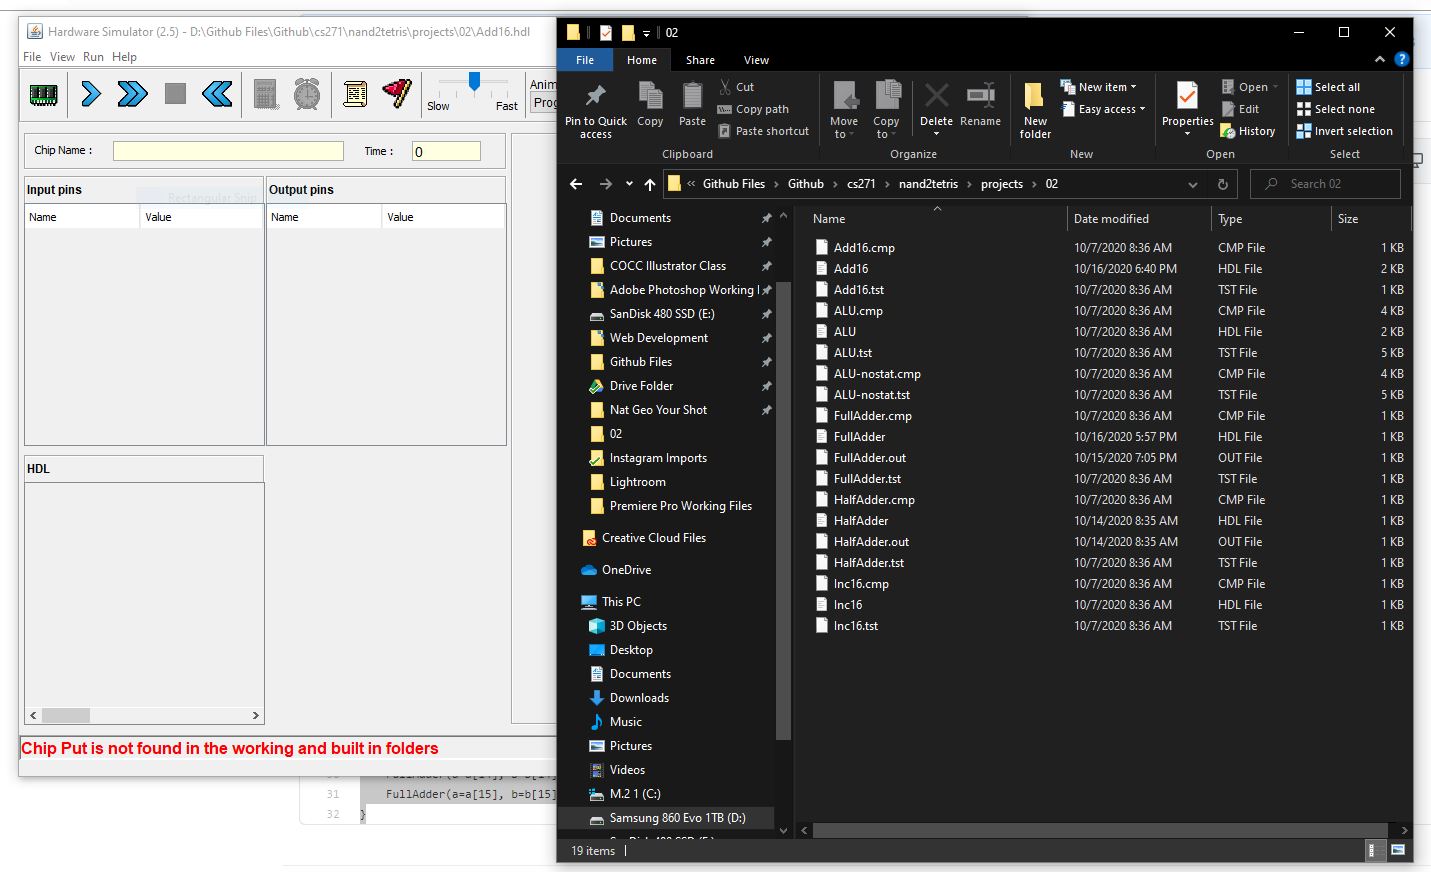 Hardware Simulator (2.5) - D:\Github Files\Github\cs271\nand2tetris\projects\02\Add16.hdl
File View Run Help
Slow Fast
Anim
Prog
Chip Name :
Time : 0
Input pins
Output pins
Rectangular Snip
Name Value
Name Value
HDL
Chip Put is not found in the working and built in folders
31 FullAdder(a=a[15], b=b[15]
32 }
02
File Home Share View
Pin to Quick access
Copy
Paste
Cut
Copy path
Paste shortcut
Clipboard
Move to
Copy to
Delete
Rename
Organize
New folder
New item
Easy access
New
Properties
Open
Edit
History
Open
Select all
Select none
Invert selection
Select
« Github Files > Github > cs271 > nand2tetris > projects > 02
Search 02
Documents
Pictures
COCC Illustrator Class
Adobe Photoshop Working
SanDisk 480 SSD (E:)
Web Development
Github Files
Drive Folder
Nat Geo Your Shot
02
Instagram Imports
Lightroom
Premiere Pro Working Files
Creative Cloud Files
OneDrive
This PC
3D Objects
Desktop
Documents
Downloads
Music
Pictures
Videos
M.2 1 (C:)
Samsung 860 Evo 1TB (D:)
Name Date modified Type Size
Add16.cmp 10/7/2020 8:36 AM CMP File 1 KB
Add16 10/16/2020 6:40 PM HDL File 2 KB
Add16.tst 10/7/2020 8:36 AM TST File 1 KB
ALU.cmp 10/7/2020 8:36 AM CMP File 4 KB
ALU 10/7/2020 8:36 AM HDL File 2 KB
ALU.tst 10/7/2020 8:36 AM TST File 5 KB
ALU-nostat.cmp 10/7/2020 8:36 AM CMP File 4 KB
ALU-nostat.tst 10/7/2020 8:36 AM TST File 5 KB
FullAdder.cmp 10/7/2020 8:36 AM CMP File 1 KB
FullAdder 10/16/2020 5:57 PM HDL File 1 KB
FullAdder.out 10/15/2020 7:05 PM OUT File 1 KB
FullAdder.tst 10/7/2020 8:36 AM TST File 1 KB
HalfAdder.cmp 10/7/2020 8:36 AM CMP File 1 KB
HalfAdder 10/14/2020 8:35 AM HDL File 1 KB
HalfAdder.out 10/14/2020 8:35 AM OUT File 1 KB
HalfAdder.tst 10/7/2020 8:36 AM TST File 1 KB
Inc16.cmp 10/7/2020 8:36 AM CMP File 1 KB
Inc16 10/7/2020 8:36 AM HDL File 1 KB
Inc16.tst 10/7/2020 8:36 AM TST File 1 KB
19 items